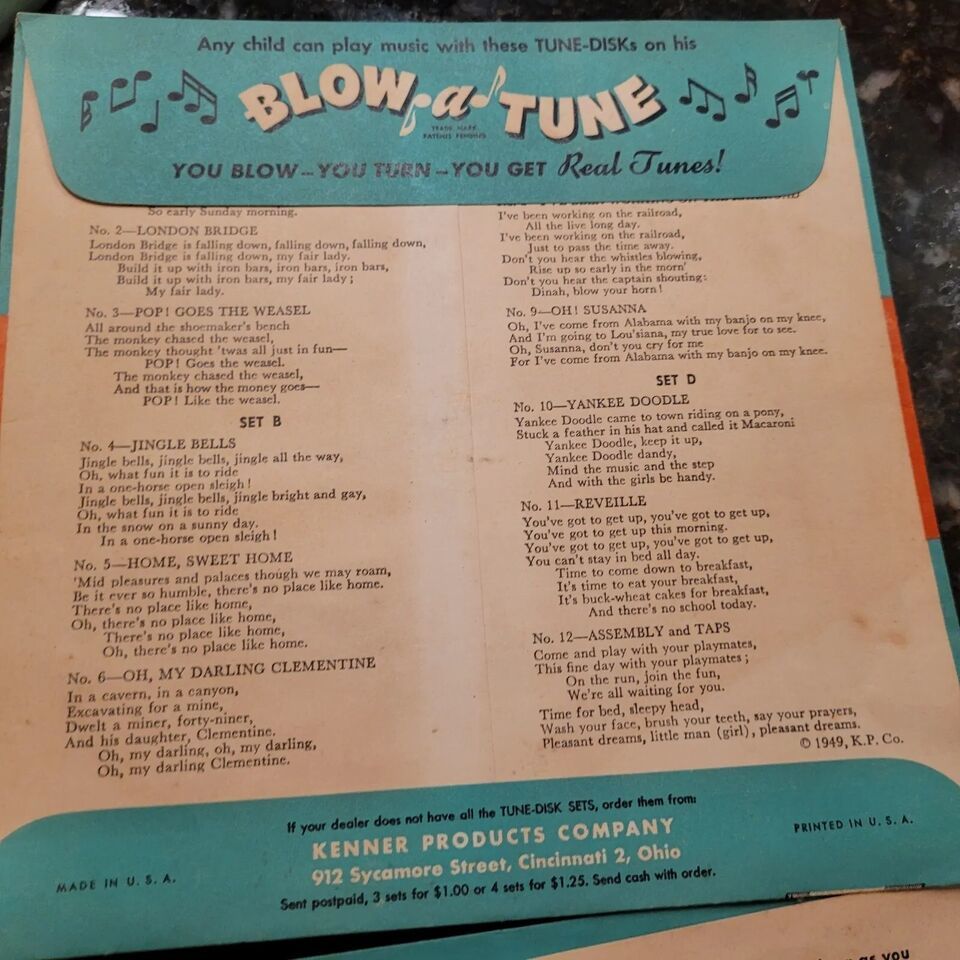 Any child can play music with these TUNE-DISKs on his
BLOW-a-TUNE
TRADE MARK
PATENTS PENDING
YOU BLOW--YOU TURN--YOU GET Real Tunes!
So early Sunday morning.
No. 2—LONDON BRIDGE
London Bridge is falling down, falling down, falling down,
London Bridge is falling down, my fair lady.
Build it up with iron bars, iron bars, iron bars,
Build it up with iron bars, my fair lady;
My fair lady.
No. 3—POP! GOES THE WEASEL
All around the shoemaker's bench
The monkey chased the weasel,
The monkey thought 'twas all just in fun—
POP! Goes the weasel.
The monkey chased the weasel,
And that is how the money goes—
POP! Like the weasel.
SET B
No. 4—JINGLE BELLS
Jingle bells, jingle bells, jingle all the way,
Oh, what fun it is to ride
In a one-horse open sleigh!
Jingle bells, jingle bells, jingle bright and gay,
Oh, what fun it is to ride
In the snow on a sunny day.
In a one-horse open sleigh!
No. 5—HOME, SWEET HOME
'Mid pleasures and palaces though we may roam,
Be it ever so humble, there's no place like home.
There's no place like home,
Oh, there's no place like home,
There's no place like home,
Oh, there's no place like home.
No. 6—OH, MY DARLING CLEMENTINE
In a cavern, in a canyon,
Excavating for a mine,
Dwelt a miner, forty-niner,
And his daughter, Clementine.
Oh, my darling, oh, my darling,
Oh, my darling Clementine.
I've been working on the railroad,
All the live long day.
I've been working on the railroad,
Just to pass the time away.
Don't you hear the whistles blowing,
Rise up so early in the morn'
Don't you hear the captain shouting:
Dinah, blow your horn!
No. 9—OH! SUSANNA
Oh, I've come from Alabama with my banjo on my knee,
And I'm going to Lou'siana, my true love for to see.
Oh, Susanna, don't you cry for me
For I've come from Alabama with my banjo on my knee.
SET D
No. 10—YANKEE DOODLE
Yankee Doodle came to town riding on a pony,
Stuck a feather in his hat and called it Macaroni
Yankee Doodle, keep it up,
Yankee Doodle dandy,
Mind the music and the step
And with the girls be handy.
No. 11—REVEILLE
You've got to get up, you've got to get up,
You've got to get up this morning.
You've got to get up, you've got to get up,
You can't stay in bed all day.
Time to come down to breakfast,
It's time to eat your breakfast,
It's buck-wheat cakes for breakfast,
And there's no school today.
No. 12—ASSEMBLY and TAPS
Come and play with your playmates,
This fine day with your playmates;
On the run, join the fun,
We're all waiting for you.
Time for bed, sleepy head,
Wash your face, brush your teeth, say your prayers,
Pleasant dreams, little man (girl), pleasant dreams.
© 1949, K.P. Co.
If your dealer does not have all the TUNE-DISK SETS, order them from:
KENNER PRODUCTS COMPANY
912 Sycamore Street, Cincinnati 2, Ohio
Sent postpaid, 3 sets for $1.00 or 4 sets for $1.25. Send cash with order.
MADE IN U. S. A.
PRINTED IN U. S. A.
as you